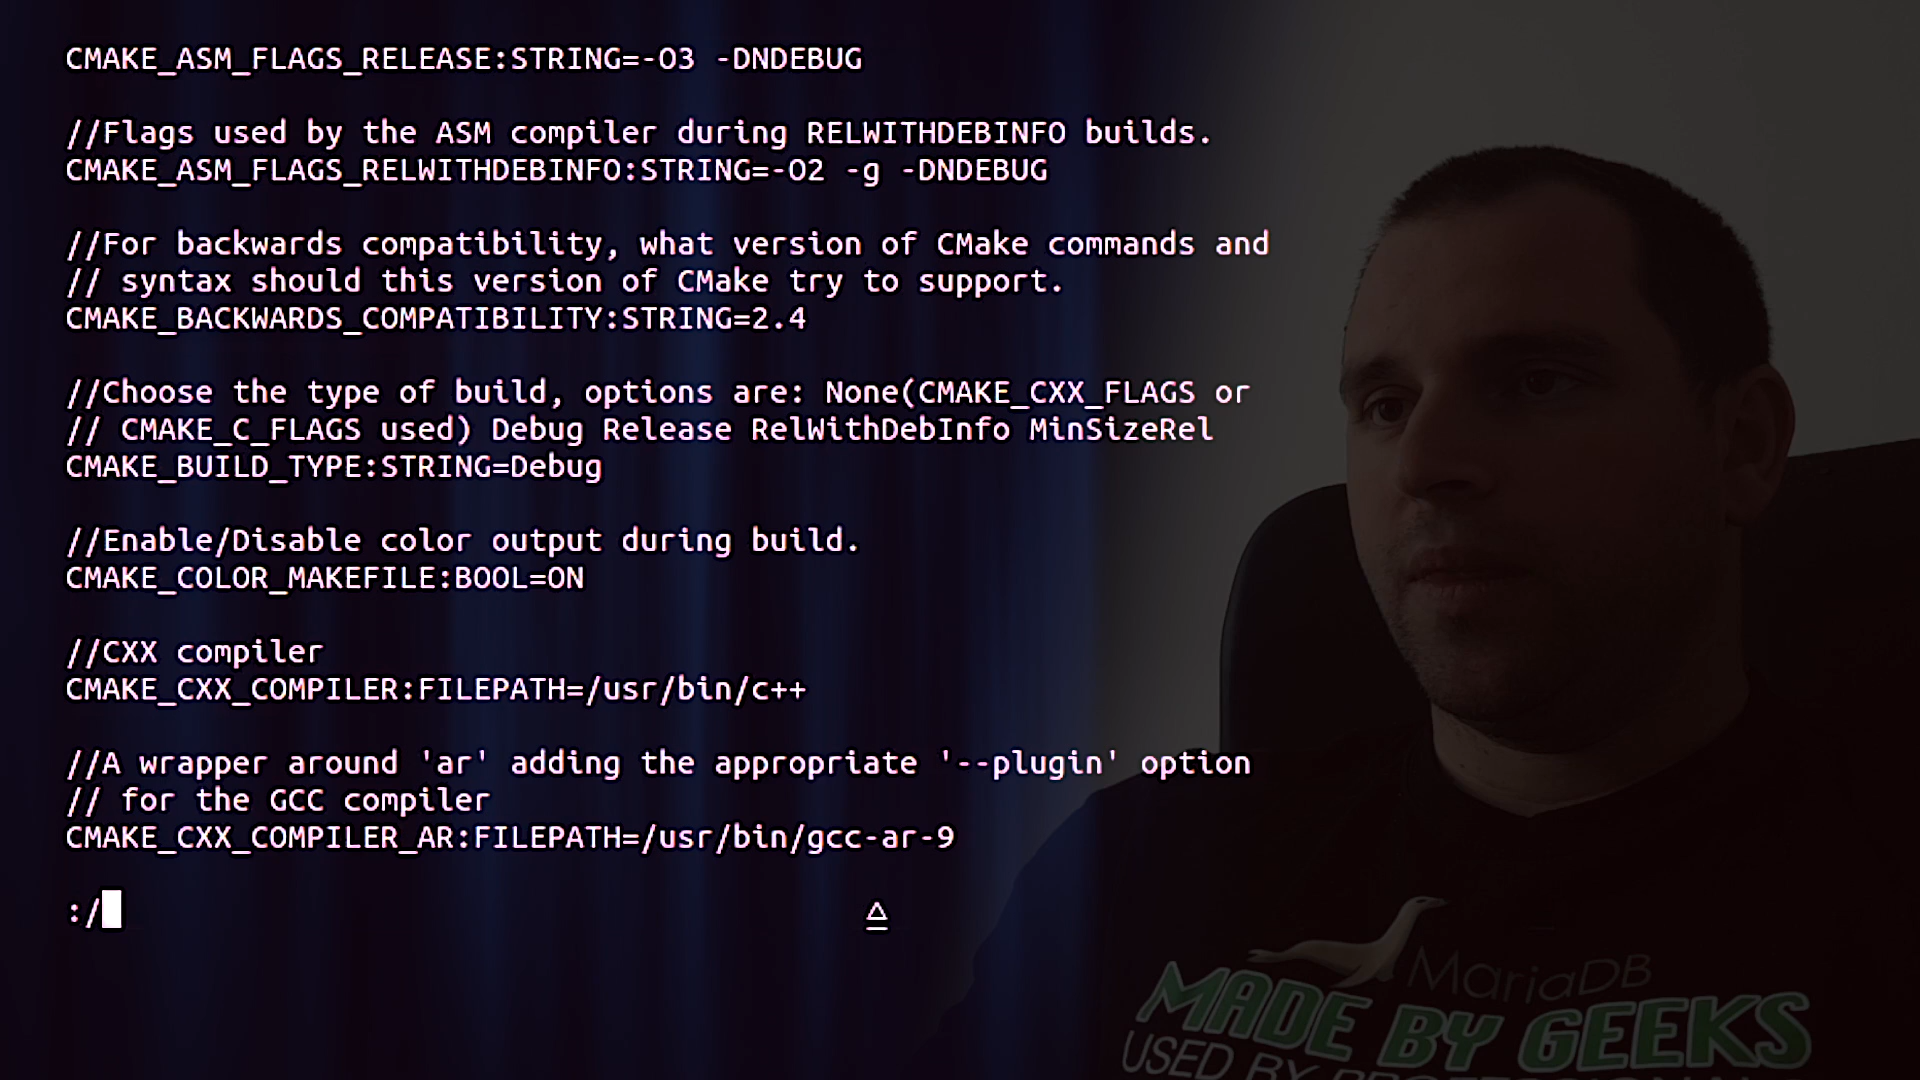 CMAKE_ASM_FLAGS_RELEASE:STRING=-O3 -DNDEBUG
//Flags used by the ASM compiler during RELWITHDEBINFO builds.
CMAKE_ASM_FLAGS_RELWITHDEBINFO:STRING=-O2 -g -DNDEBUG
//For backwards compatibility, what version of CMake commands and
// syntax should this version of CMake try to support.
CMAKE_BACKWARDS_COMPATIBILITY:STRING=2.4
//Choose the type of build, options are: None(CMAKE_CXX_FLAGS or
// CMAKE_C_FLAGS used) Debug Release RelWithDebInfo MinSizeRel
CMAKE_BUILD_TYPE:STRING=Debug
//Enable/Disable color output during build.
CMAKE_COLOR_MAKEFILE:BOOL=ON
//CXX compiler
CMAKE_CXX_COMPILER:FILEPATH=/usr/bin/c++
//A wrapper around 'ar' adding the appropriate '--plugin' option
// for the GCC compiler
CMAKE_CXX_COMPILER_AR:FILEPATH=/usr/bin/gcc-ar-9
:/
MariaDB
MADE BY GEEKS
USED BY